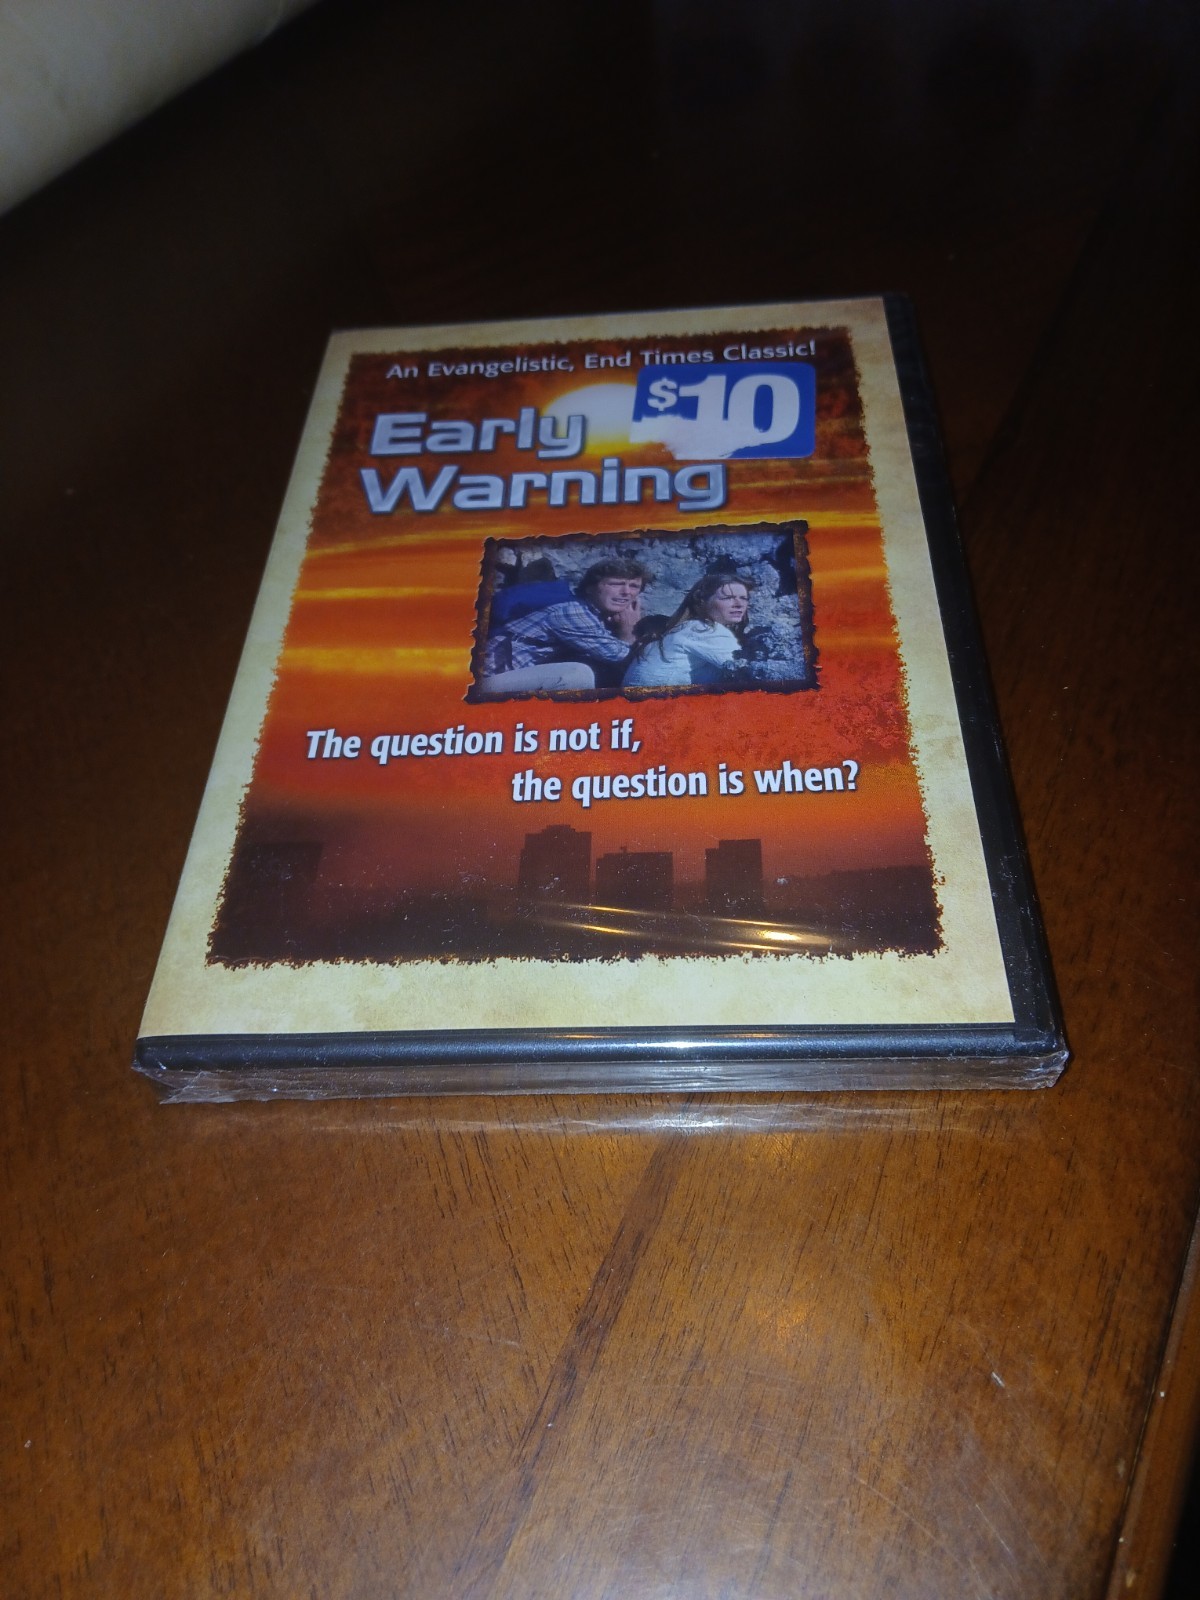 An Evangelistic, End Times Classic!
$10
Early
Warning
The question is not if,
the question is when?